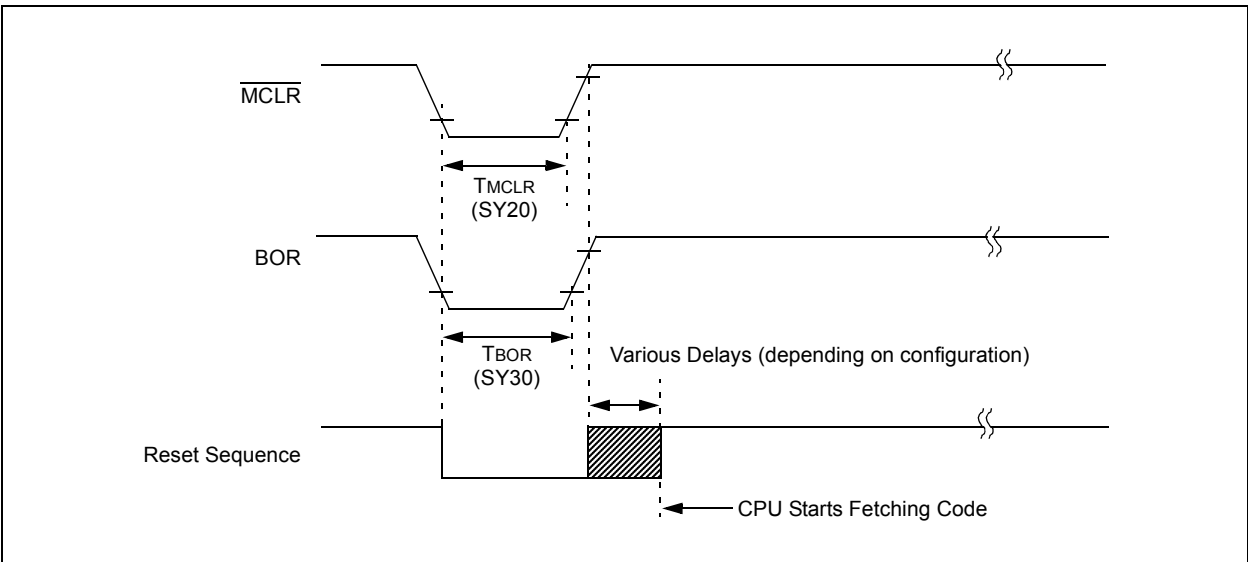 MCLR
TMCLR
(SY20)
BOR
TBOR
(SY30)
Various Delays (depending on configuration)
Reset Sequence
CPU Starts Fetching Code